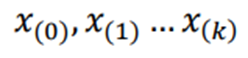 x₍₀₎, x₍₁₎ … x₍ₖ₎